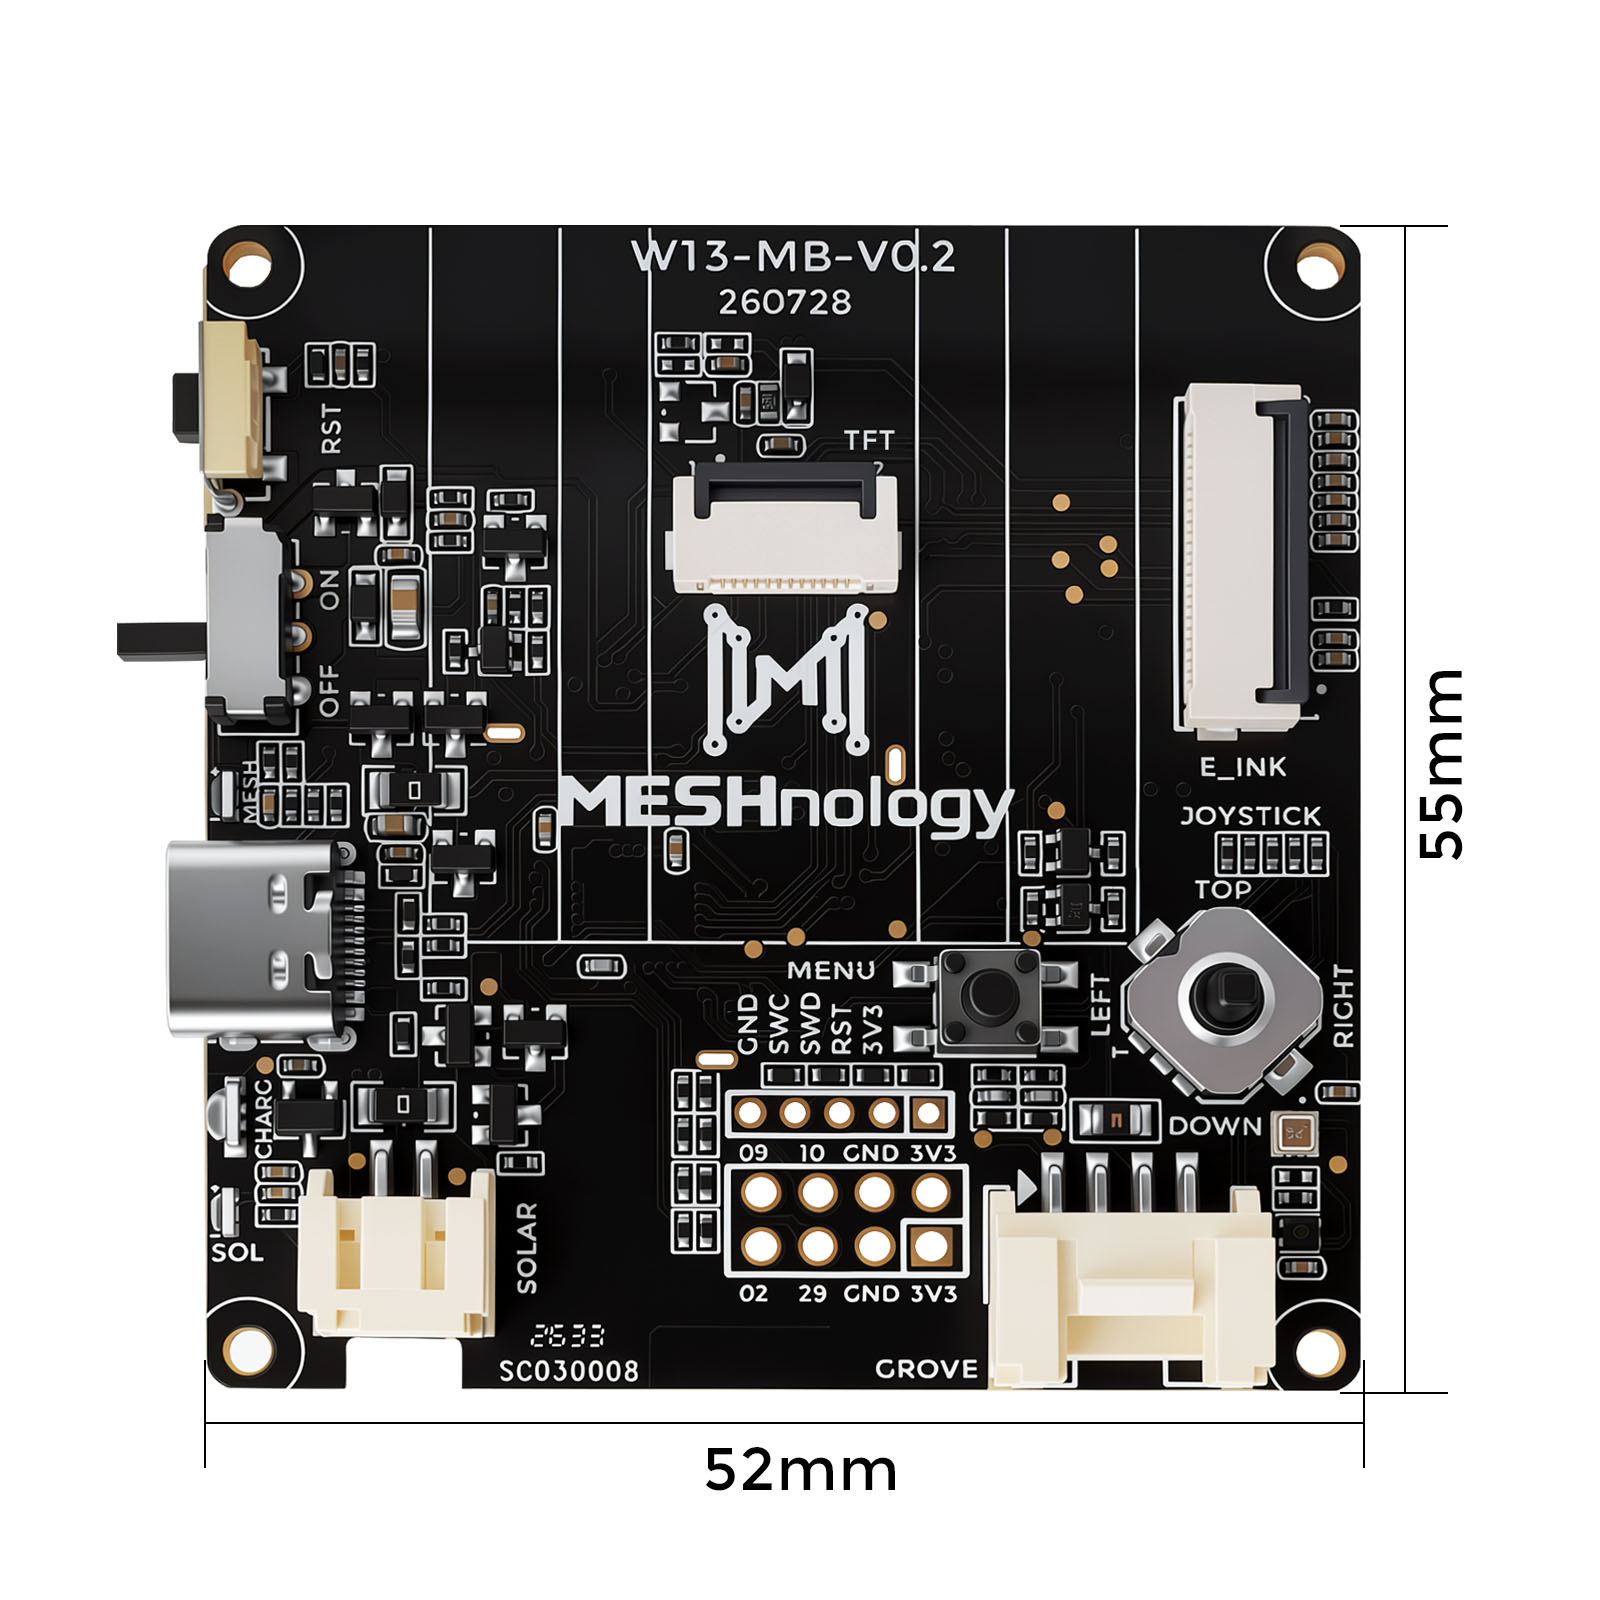 W13-MB-V0.2
260728
RST
TFT
ON
OFF
MESH
MESHnology
E_INK
JOYSTICK
TOP
LEFT
RIGHT
DOWN
MENU
GND
SWC
SWD
RST
3V3
09 10 GND 3V3
02 29 GND 3V3
CHARG
SOL
SOLAR
2633
SC030008
GROVE
55mm
52mm